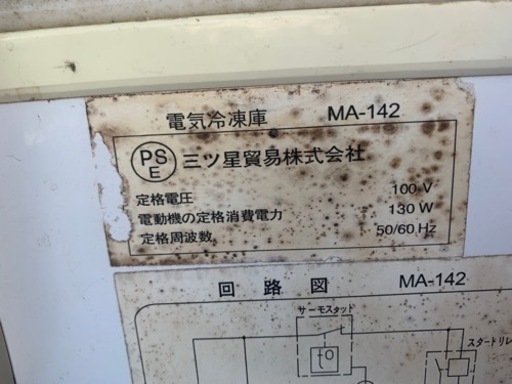 電気冷凍庫 MA-142
PS
E
三ツ星貿易株式会社
定格電圧 100 V
電動機の定格消費電力 130 W
定格周波数 50/60 Hz
回路図 MA-142
サーモスタット
to
スタートリレ